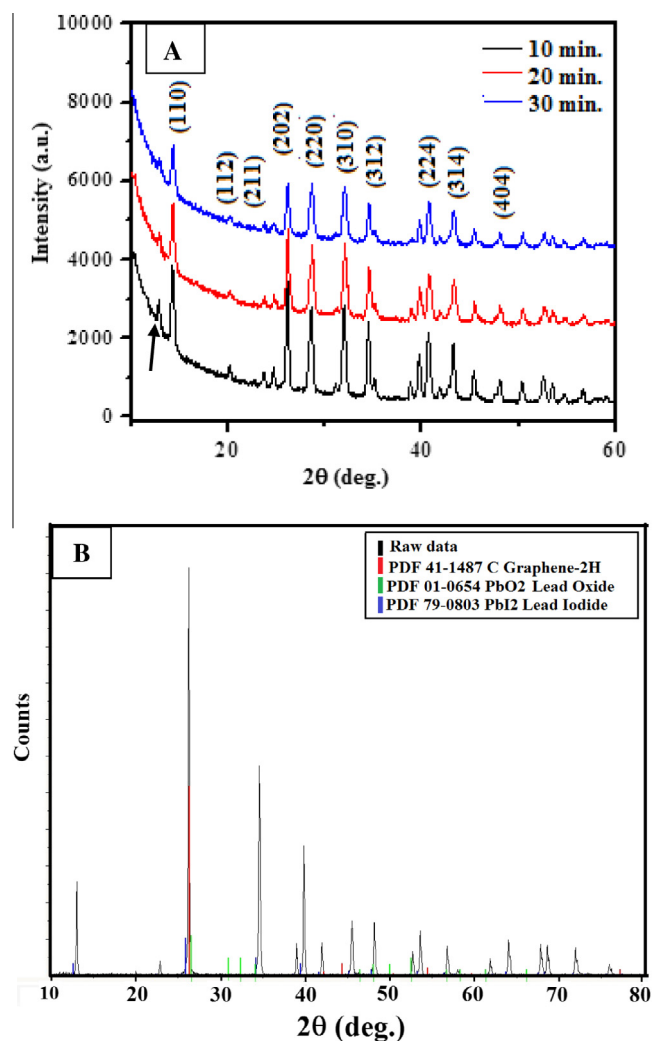 A
10 min.
20 min.
30 min.
(110)
(112)
(211)
(202)
(220)
(310)
(312)
(224)
(314)
(404)
10000
8000
6000
4000
2000
0
Intensity (a.u.)
20
40
60
2θ (deg.)
B
Raw data
PDF 41-1487 C Graphene-2H
PDF 01-0654 PbO2 Lead Oxide
PDF 79-0803 PbI2 Lead Iodide
Counts
10 20 30 40 50 60 70 80
2θ (deg.)